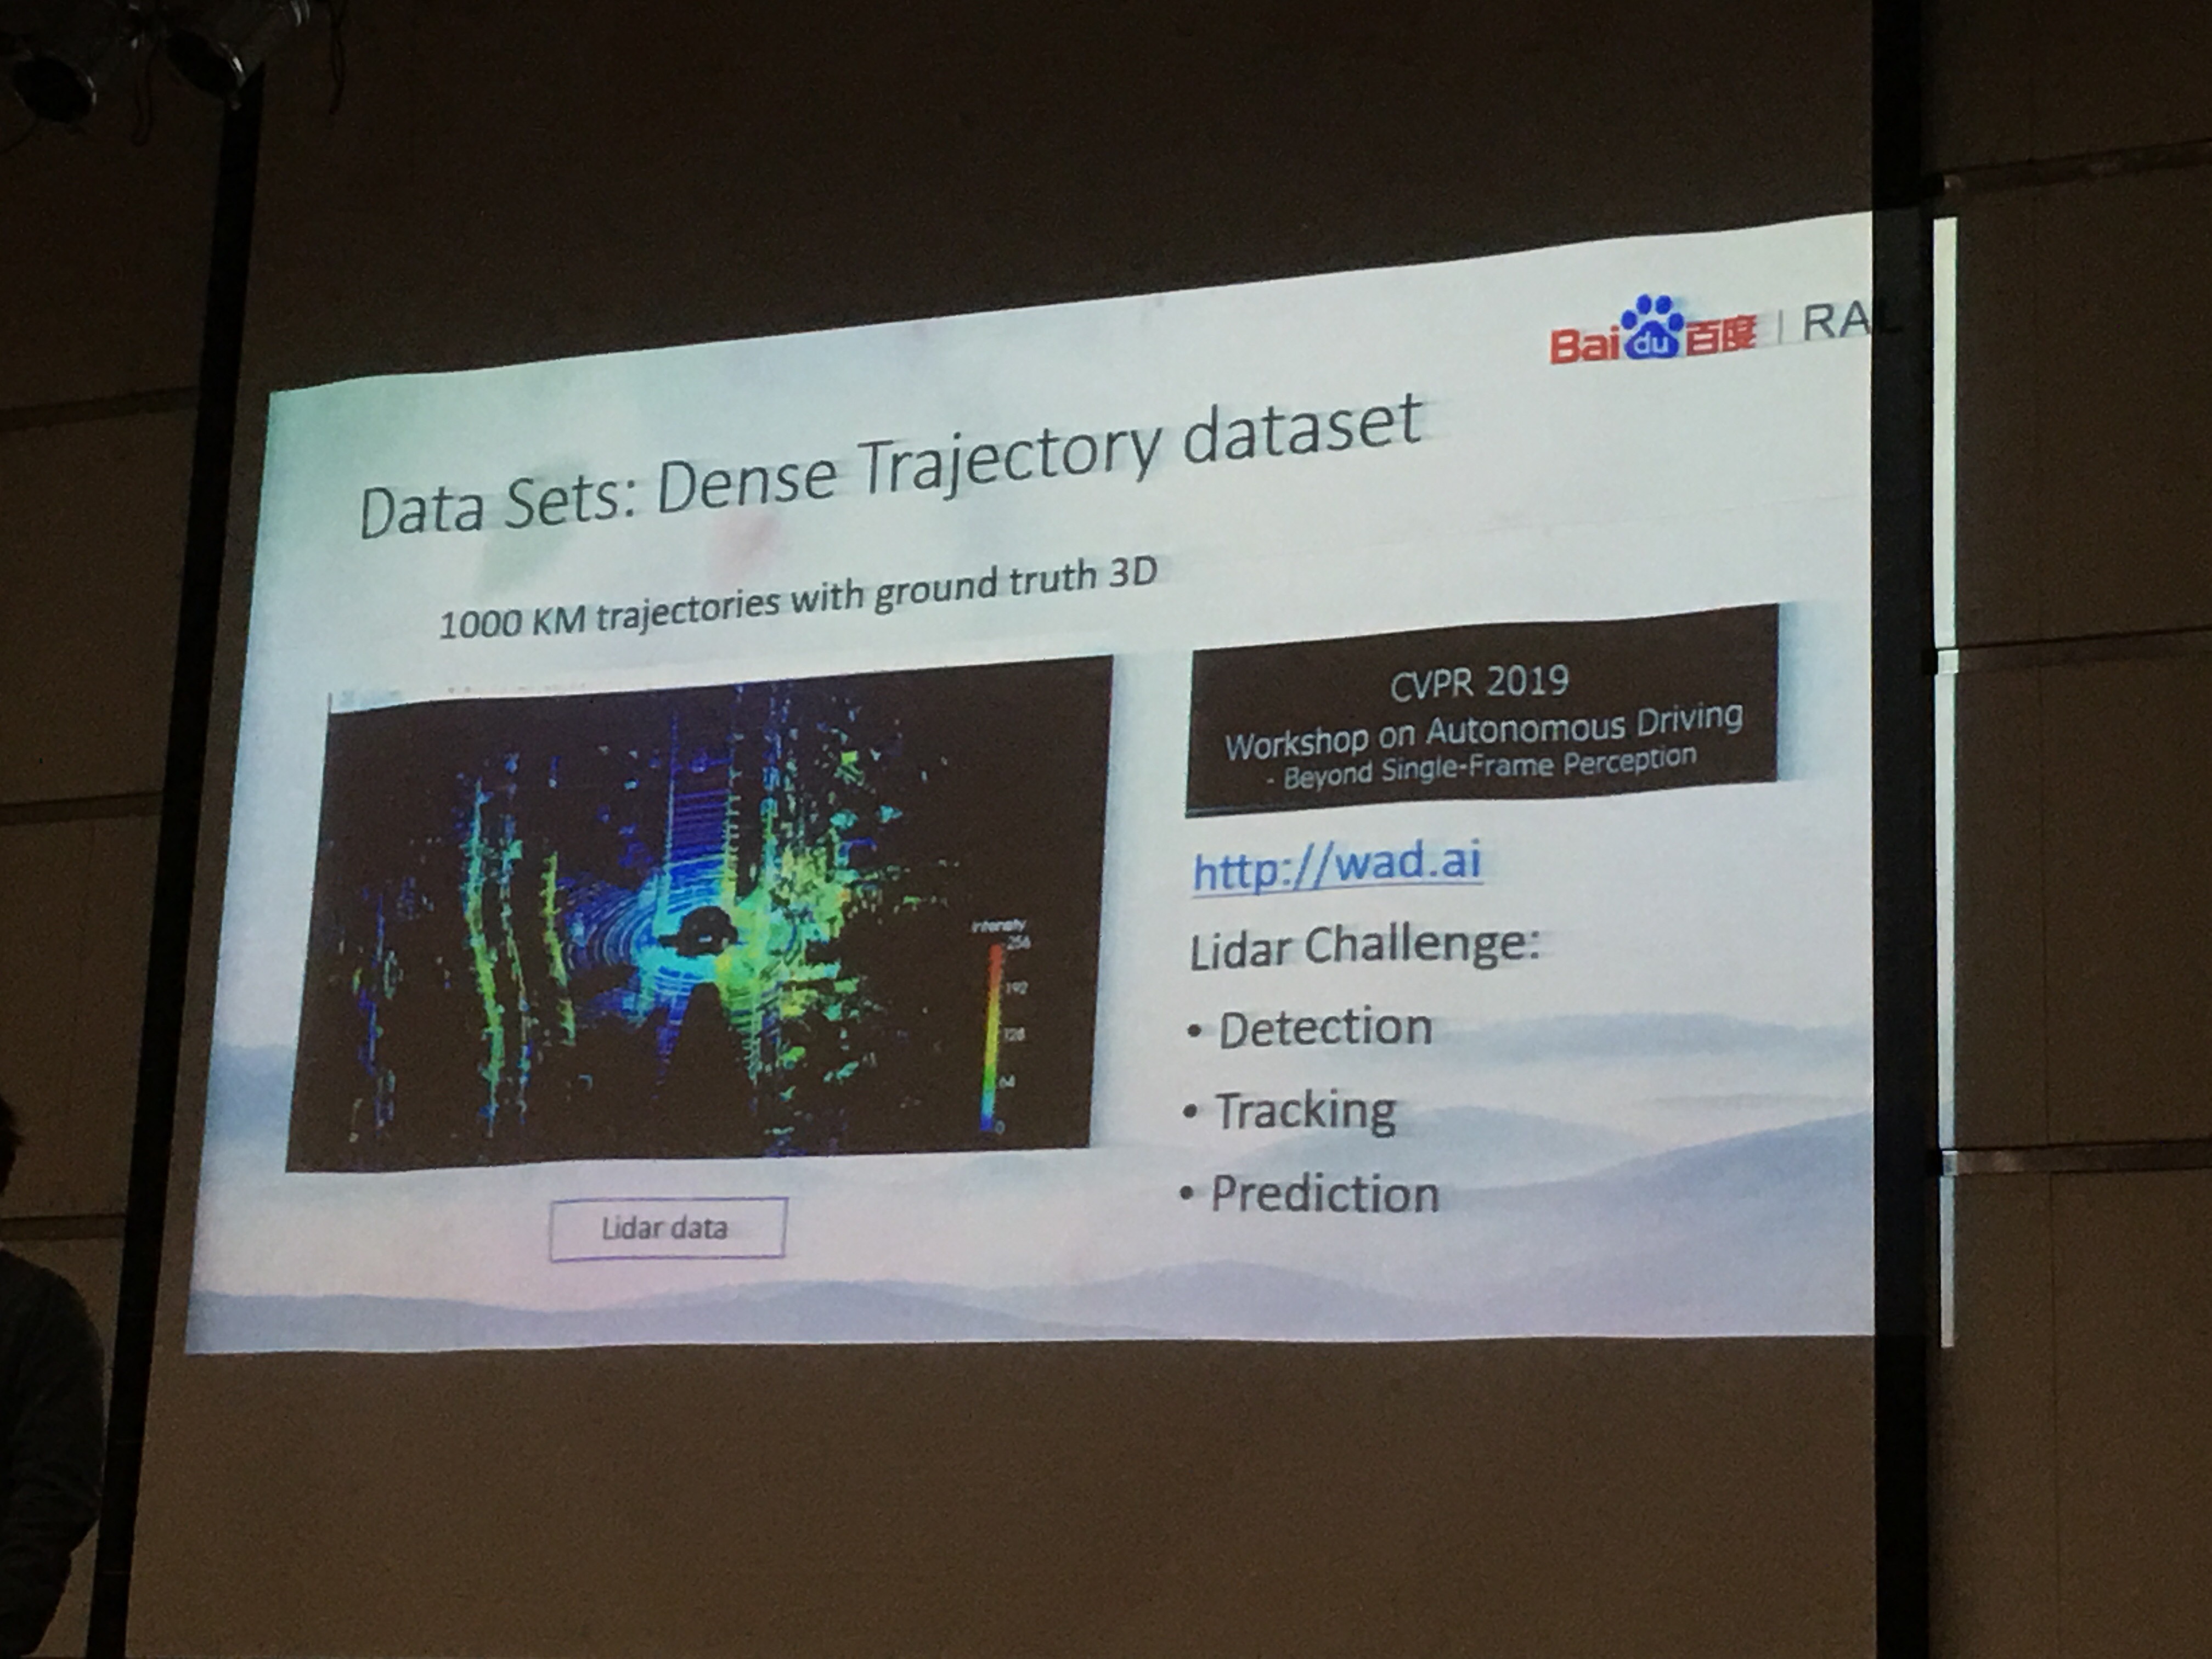 Baidu百度 | RAL
Data Sets: Dense Trajectory dataset
1000 KM trajectories with ground truth 3D
Intensity
256
192
128
64
0
Lidar data
CVPR 2019
Workshop on Autonomous Driving
- Beyond Single-Frame Perception
http://wad.ai
Lidar Challenge:
• Detection
• Tracking
• Prediction